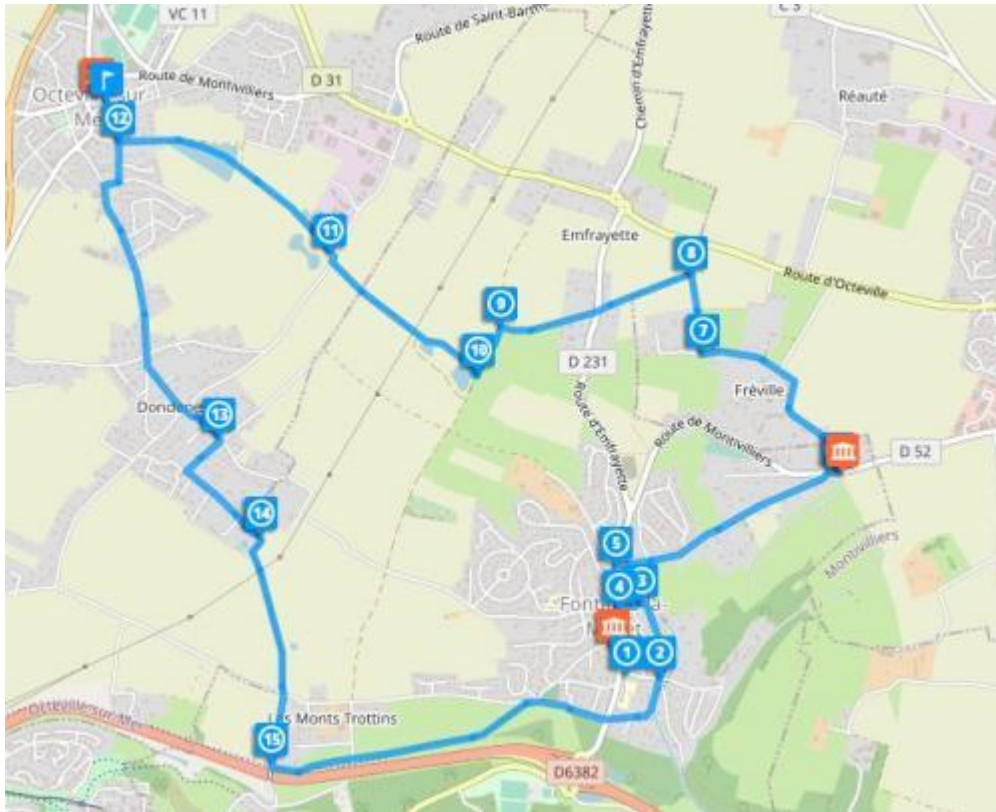 VC 11
C 3
Route de Saint-Barth
Chemin d'Emfrayette
Route de Montivilliers
D 31
Réauté
12
11
Emfrayette
8
Route d'Octeville
9
7
10
D 231
Fréville
Route d'Emfrayette
Route de Montivilliers
13
D 52
14
5
Montivilliers
3
4
1
2
Les Monts Trottins
15
D6382